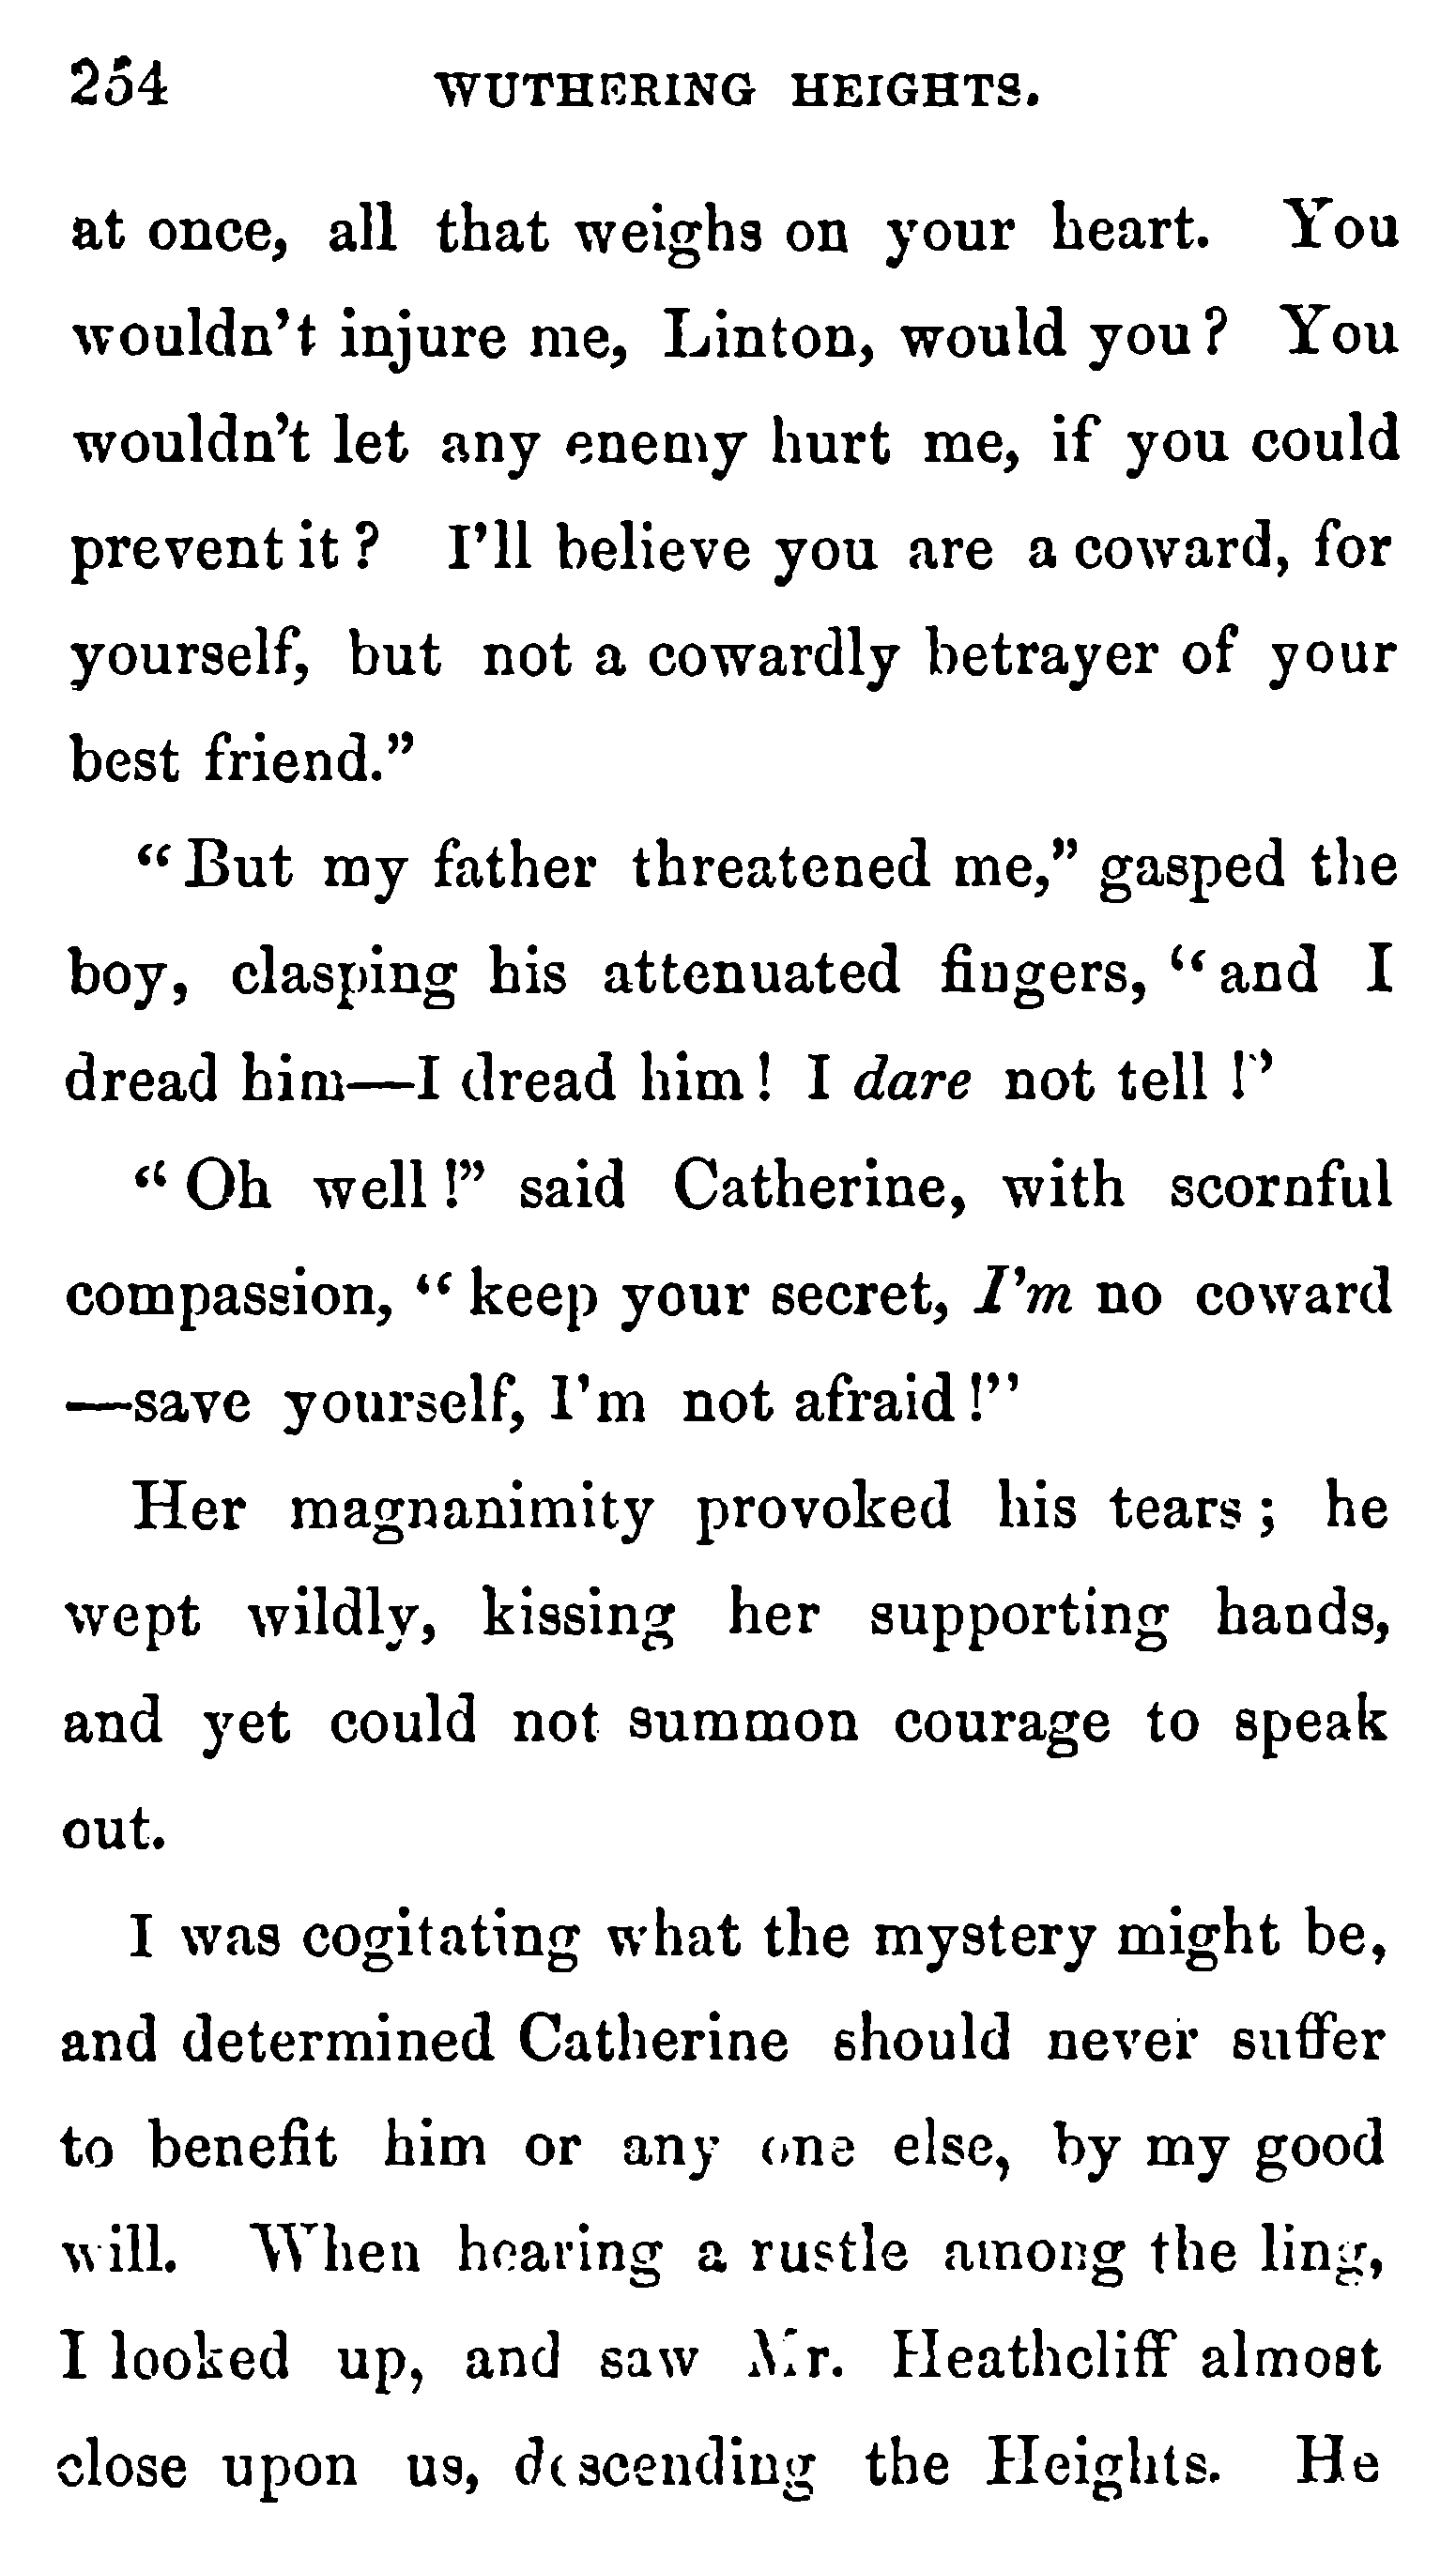 254 WUTHERING HEIGHTS.
at once, all that weighs on your heart. You
wouldn't injure me, Linton, would you? You
wouldn't let any enemy hurt me, if you could
prevent it? I'll believe you are a coward, for
yourself, but not a cowardly betrayer of your
best friend."
"But my father threatened me," gasped the
boy, clasping his attenuated fingers, "and I
dread him—I dread him! I dare not tell!"
"Oh well!" said Catherine, with scornful
compassion, "keep your secret, I'm no coward
—save yourself, I'm not afraid!"
Her magnanimity provoked his tears; he
wept wildly, kissing her supporting hands,
and yet could not summon courage to speak
out.
I was cogitating what the mystery might be,
and determined Catherine should never suffer
to benefit him or any one else, by my good
will. When hearing a rustle among the ling,
I looked up, and saw Mr. Heathcliff almost
close upon us, descending the Heights. He